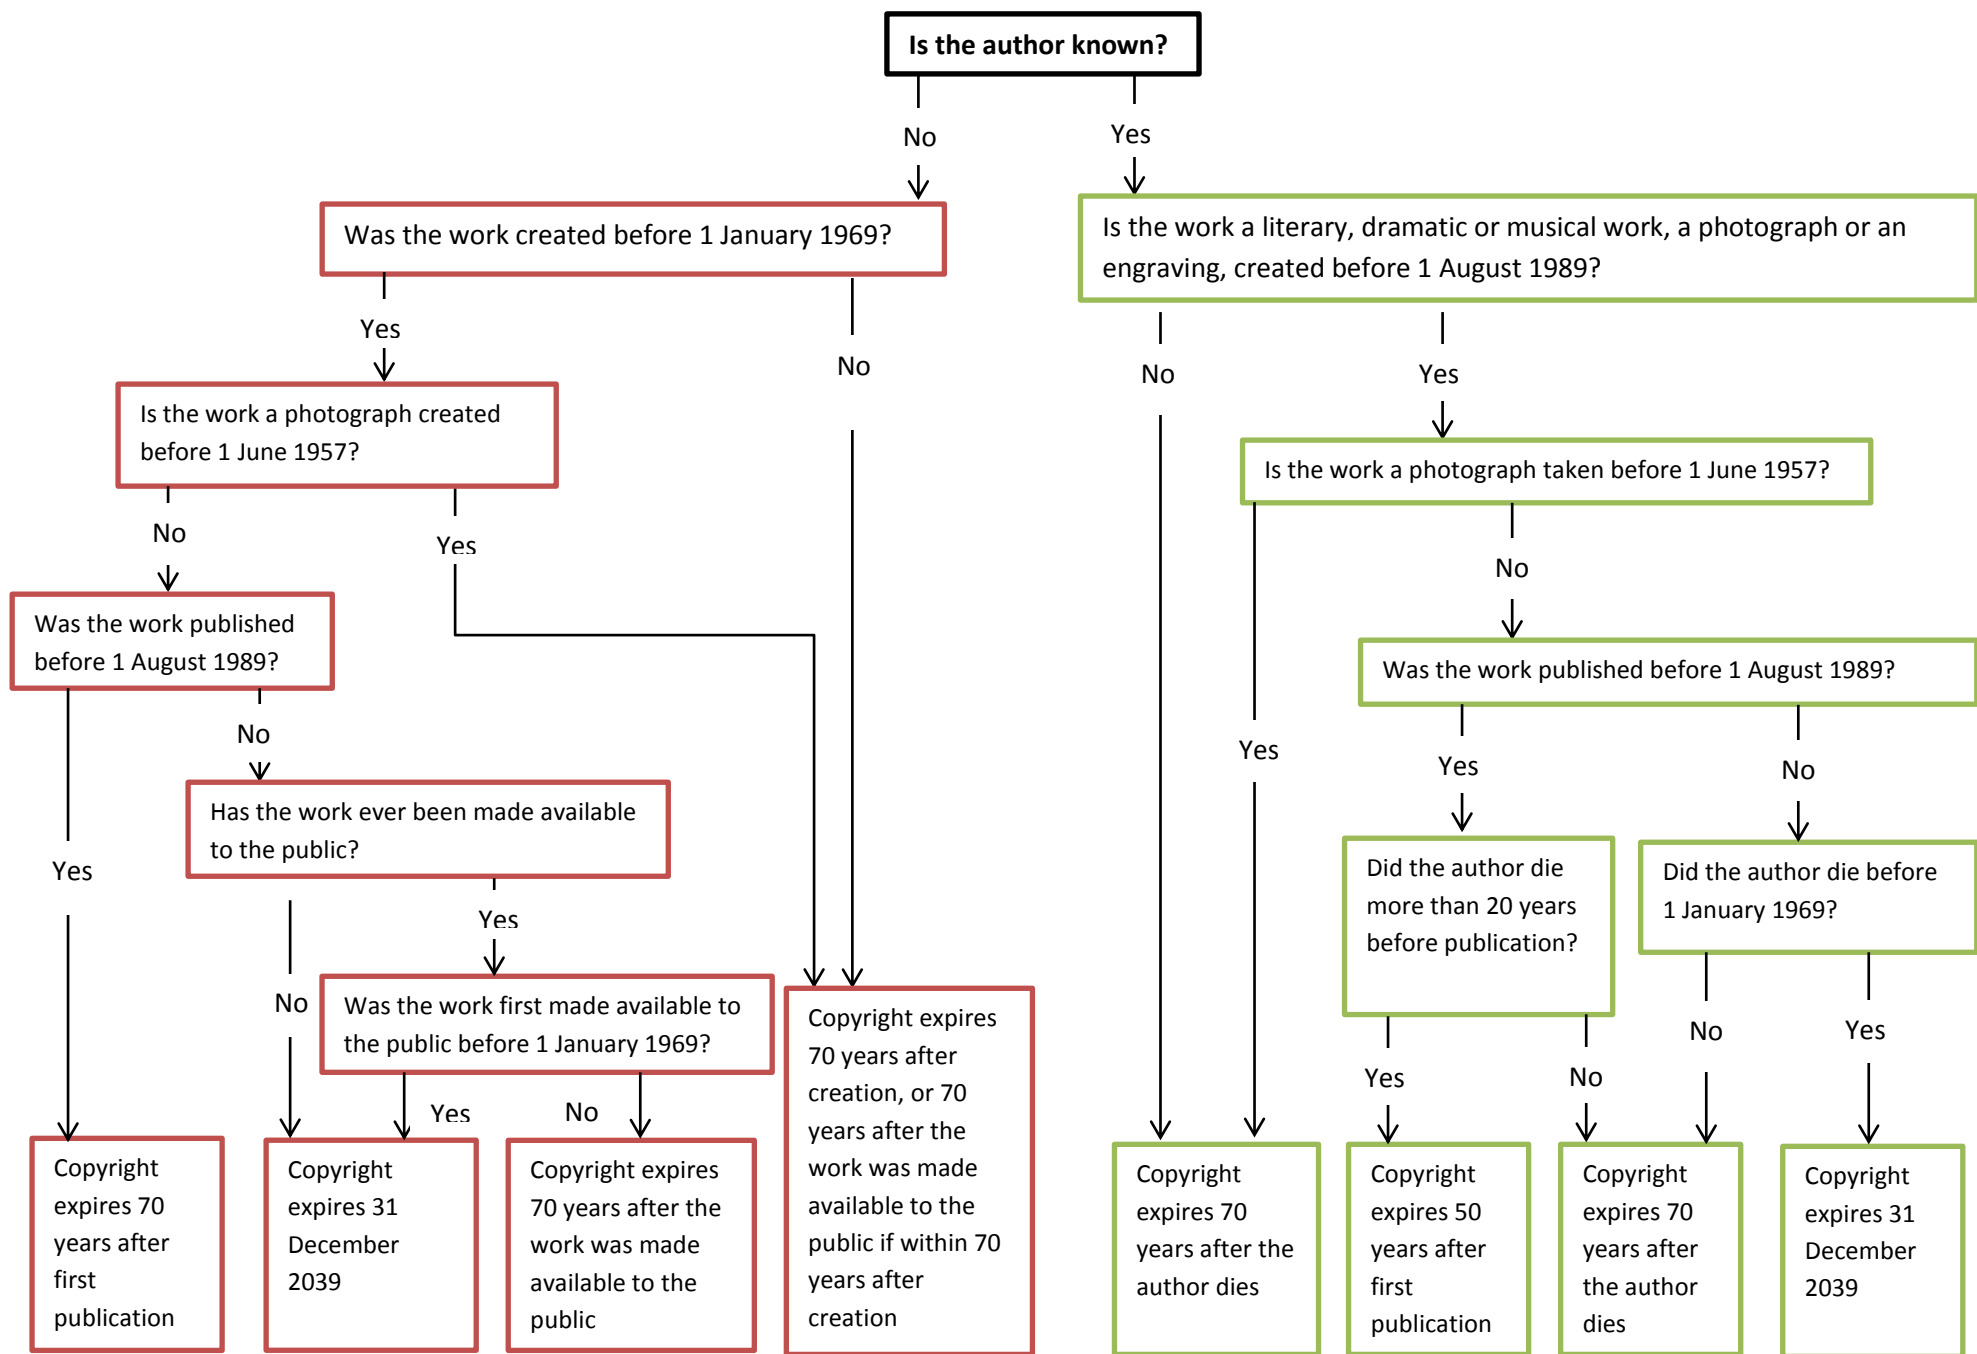 Is the author known?
No
Yes
Was the work created before 1 January 1969?
Is the work a literary, dramatic or musical work, a photograph or an
engraving, created before 1 August 1989?
Yes
No
No
Yes
Is the work a photograph created
before 1 June 1957?
Is the work a photograph taken before 1 June 1957?
No
Yes
No
Yes
Was the work published
before 1 August 1989?
Was the work published before 1 August 1989?
Yes
No
Yes
No
Has the work ever been made available
to the public?
Did the author die
more than 20 years
before publication?
Did the author die before
1 January 1969?
No
Yes
Was the work first made available to
the public before 1 January 1969?
Yes
No
Yes
No
No
Yes
Copyright
expires 70
years after
first
publication
Copyright
expires 31
December
2039
Copyright expires
70 years after the
work was made
available to the
public
Copyright expires
70 years after
creation, or 70
years after the
work was made
available to the
public if within 70
years after
creation
Copyright
expires 70
years after the
author dies
Copyright
expires 50
years after
first
publication
Copyright
expires 70
years after
the author
dies
Copyright
expires 31
December
2039